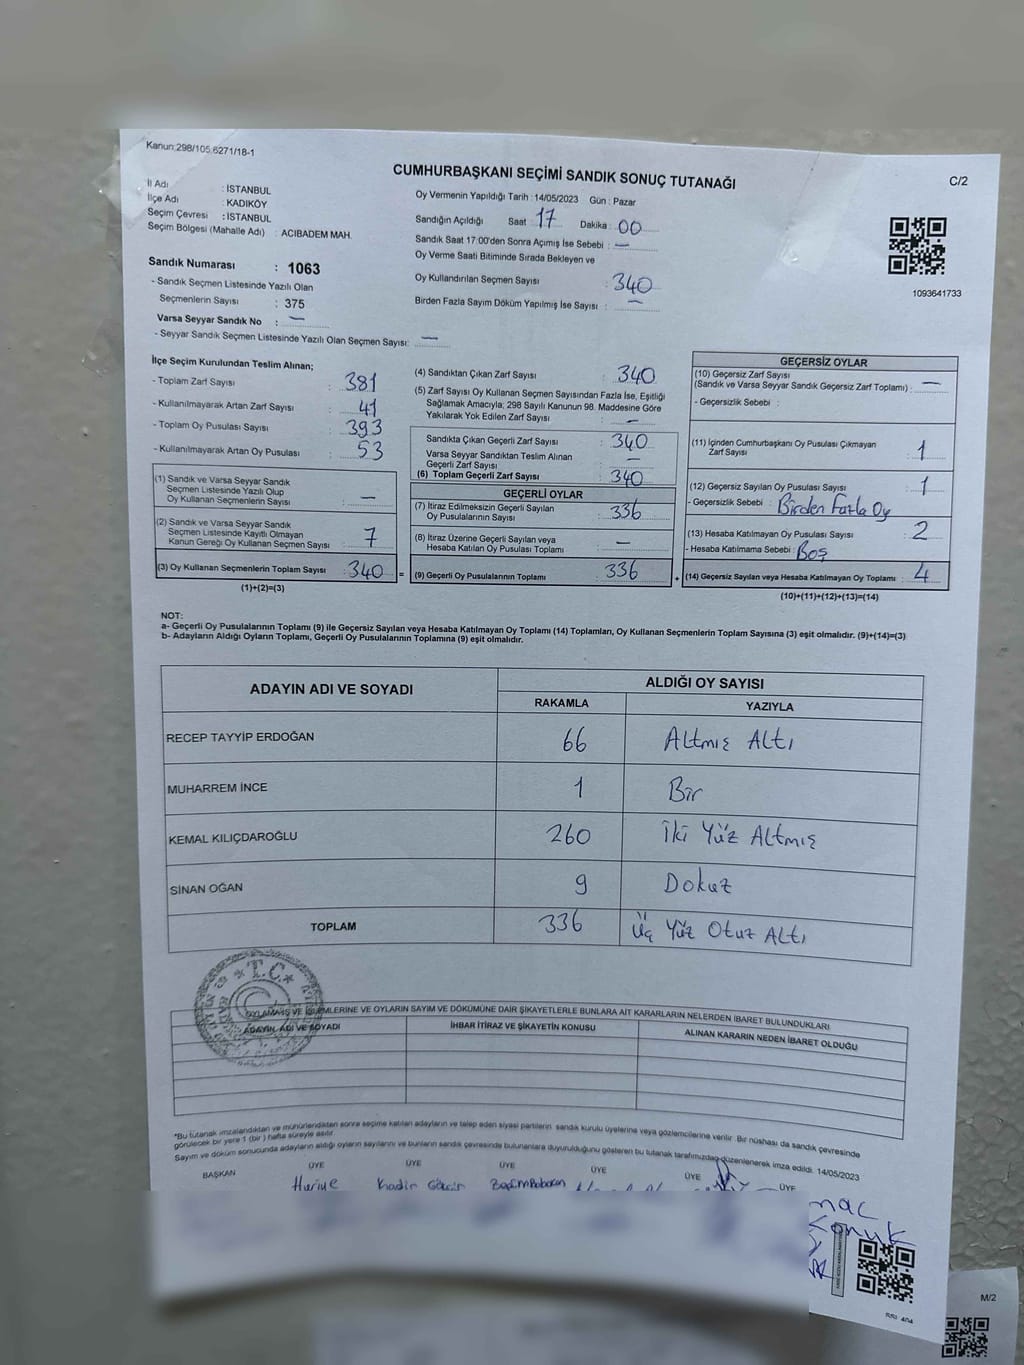 Kanun:298/105,6271/18-1
CUMHURBAŞKANI SEÇİMİ SANDIK SONUÇ TUTANAĞI
C/2
İl Adı : İSTANBUL
İlçe Adı : KADIKÖY
Seçim Çevresi : İSTANBUL
Seçim Bölgesi (Mahalle Adı) : ACIBADEM MAH.
Sandık Numarası : 1063
- Sandık Seçmen Listesinde Yazılı Olan
Seçmenlerin Sayısı : 375
Varsa Seyyar Sandık No : —
- Seyyar Sandık Seçmen Listesinde Yazılı Olan Seçmen Sayısı: —
Oy Vermenin Yapıldığı Tarih : 14/05/2023 Gün : Pazar
Sandığın Açıldığı Saat 17 Dakika : 00
Sandık Saat 17:00'den Sonra Açımış İse Sebebi : —
Oy Verme Saati Bitiminde Sırada Bekleyen ve
Oy Kullandırılan Seçmen Sayısı : 340
Birden Fazla Sayım Döküm Yapılmış İse Sayısı : —
1093641733
İlçe Seçim Kurulundan Teslim Alınan;
- Toplam Zarf Sayısı : 381
- Kullanılmayarak Artan Zarf Sayısı : 41
- Toplam Oy Pusulası Sayısı : 393
- Kullanılmayarak Artan Oy Pusulası : 53
(1) Sandık ve Varsa Seyyar Sandık
Seçmen Listesinde Yazılı Olup
Oy Kullanan Seçmenlerin Sayısı : —
(2) Sandık ve Varsa Seyyar Sandık
Seçmen Listesinde Kayıtlı Olmayan
Kanun Gereği Oy Kullanan Seçmen Sayısı : 7
(3) Oy Kullanan Seçmenlerin Toplam Sayısı : 340 =
(1)+(2)=(3)
(4) Sandıktan Çıkan Zarf Sayısı : 340
(5) Zarf Sayısı Oy Kullanan Seçmen Sayısından Fazla İse, Eşitliği
Sağlamak Amacıyla; 298 Sayılı Kanunun 98. Maddesine Göre
Yakılarak Yok Edilen Zarf Sayısı : —
Sandıkta Çıkan Geçerli Zarf Sayısı : 340
Varsa Seyyar Sandıktan Teslim Alınan
Geçerli Zarf Sayısı : —
(6) Toplam Geçerli Zarf Sayısı : 340
GEÇERLİ OYLAR
(7) İtiraz Edilmeksizin Geçerli Sayılan
Oy Pusulalarının Sayısı : 336
(8) İtiraz Üzerine Geçerli Sayılan veya
Hesaba Katılan Oy Pusulası Toplamı : —
(9) Geçerli Oy Pusulalarının Toplamı : 336 +
GEÇERSİZ OYLAR
(10) Geçersiz Zarf Sayısı
(Sandık ve Varsa Seyyar Sandık Geçersiz Zarf Toplamı) : —
- Geçersizlik Sebebi :
(11) İçinden Cumhurbaşkanı Oy Pusulası Çıkmayan
Zarf Sayısı : 1
(12) Geçersiz Sayılan Oy Pusulası Sayısı : 1
- Geçersizlik Sebebi : Birden Fazla Oy
(13) Hesaba Katılmayan Oy Pusulası Sayısı : 2
- Hesaba Katılmama Sebebi : Boş
(14) Geçersiz Sayılan veya Hesaba Katılmayan Oy Toplamı : 4
(10)+(11)+(12)+(13)=(14)
NOT:
a- Geçerli Oy Pusulalarının Toplamı (9) ile Geçersiz Sayılan veya Hesaba Katılmayan Oy Toplamı (14) Toplamları, Oy Kullanan Seçmenlerin Toplam Sayısına (3) eşit olmalıdır. (9)+(14)=(3)
b- Adayların Aldığı Oyların Toplamı, Geçerli Oy Pusulalarının Toplamına (9) eşit olmalıdır.
ADAYIN ADI VE SOYADI
ALDIĞI OY SAYISI
RAKAMLA YAZIYLA
RECEP TAYYİP ERDOĞAN 66 Altmış Altı
MUHARREM İNCE 1 Bir
KEMAL KILIÇDAROĞLU 260 İki Yüz Altmış
SİNAN OĞAN 9 Dokuz
TOPLAM 336 Üç Yüz Otuz Altı
T.C.
İŞLEMLERİNE VE OYLARIN SAYIM VE DÖKÜMÜNE DAİR ŞİKAYETLERLE BUNLARA AİT KARARLARIN NELERDEN İBARET BULUNDUKLARI
ADAYIN ADI VE SOYADI
İHBAR İTİRAZ VE ŞİKAYETİN KONUSU
ALINAN KARARIN NEDEN İBARET OLDUĞU
*Bu tutanak imzalandıktan ve mühürlendikten sonra seçime katılan adayların ve talep eden siyasi partilerin sandık kurulu üyelerine veya gözlemcilerine verilir. Bir nüshası da sandık çevresinde
görülecek bir yere 1 (bir) hafta süreyle asılır.
Sayım ve döküm sonucunda adayların aldığı oyların sayılarını ve bunların sandık çevresinde bulunanlara duyurulduğunu gösteren bu tutanak tarafımızdan düzenlenerek imza edildi. 14/05/2023
BAŞKAN ÜYE ÜYE ÜYE ÜYE ÜYE ÜYE
Kadir
Konuk
M/2